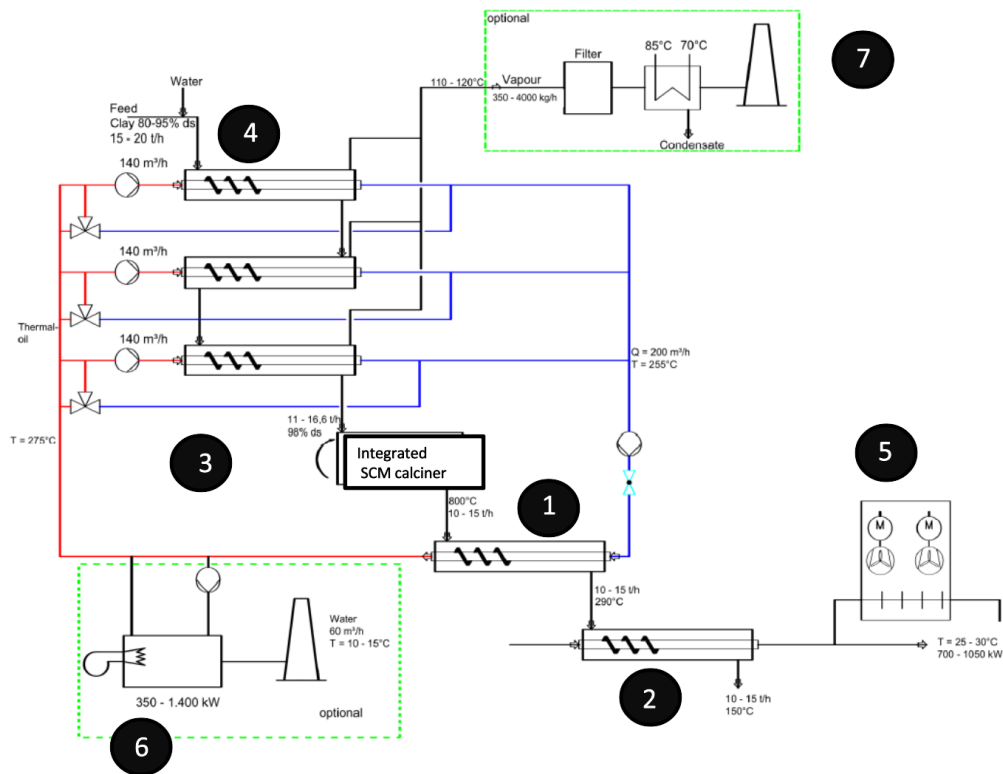 optional
7
85°C 70°C
Filter
110 - 120°C
Vapour
350 - 4000 kg/h
Condensate
Water
Feed
Clay 80-95% ds
15 - 20 t/h
4
140 m³/h
140 m³/h
Thermal-
oil
140 m³/h
Q = 200 m³/h
T = 255°C
T = 275°C
11 - 16,6 t/h
98% ds
3
Integrated
SCM calciner
5
M M
800°C
10 - 15 t/h
1
10 - 15 t/h
290°C
Water
60 m³/h
T = 10 - 15°C
T = 25 - 30°C
700 - 1050 kW
2
10 - 15 t/h
150°C
350 - 1.400 kW
optional
6